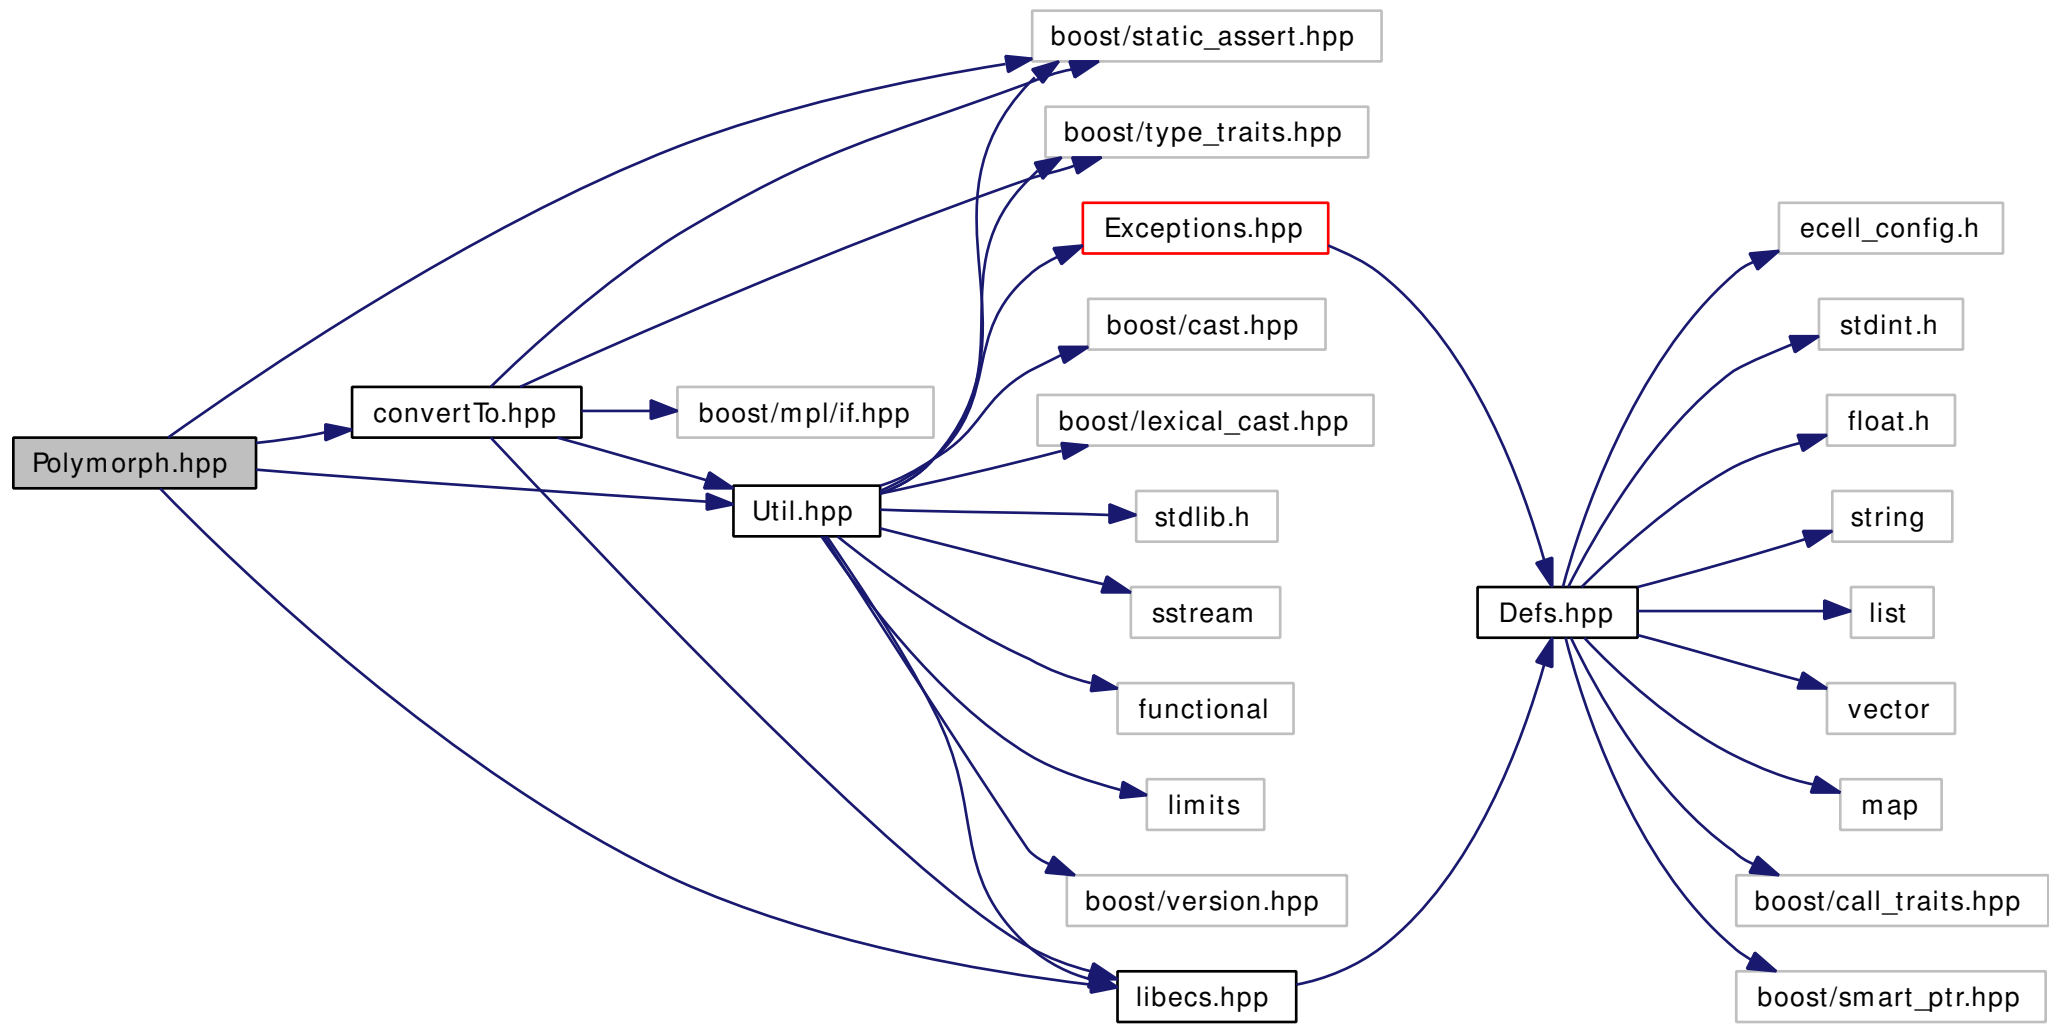 boost/static_assert.hpp
boost/type_traits.hpp
Exceptions.hpp
ecell_config.h
boost/cast.hpp
stdint.h
convertTo.hpp
boost/mpl/if.hpp
boost/lexical_cast.hpp
float.h
Polymorph.hpp
Util.hpp
stdlib.h
string
sstream
Defs.hpp
list
functional
vector
limits
map
boost/version.hpp
boost/call_traits.hpp
libecs.hpp
boost/smart_ptr.hpp